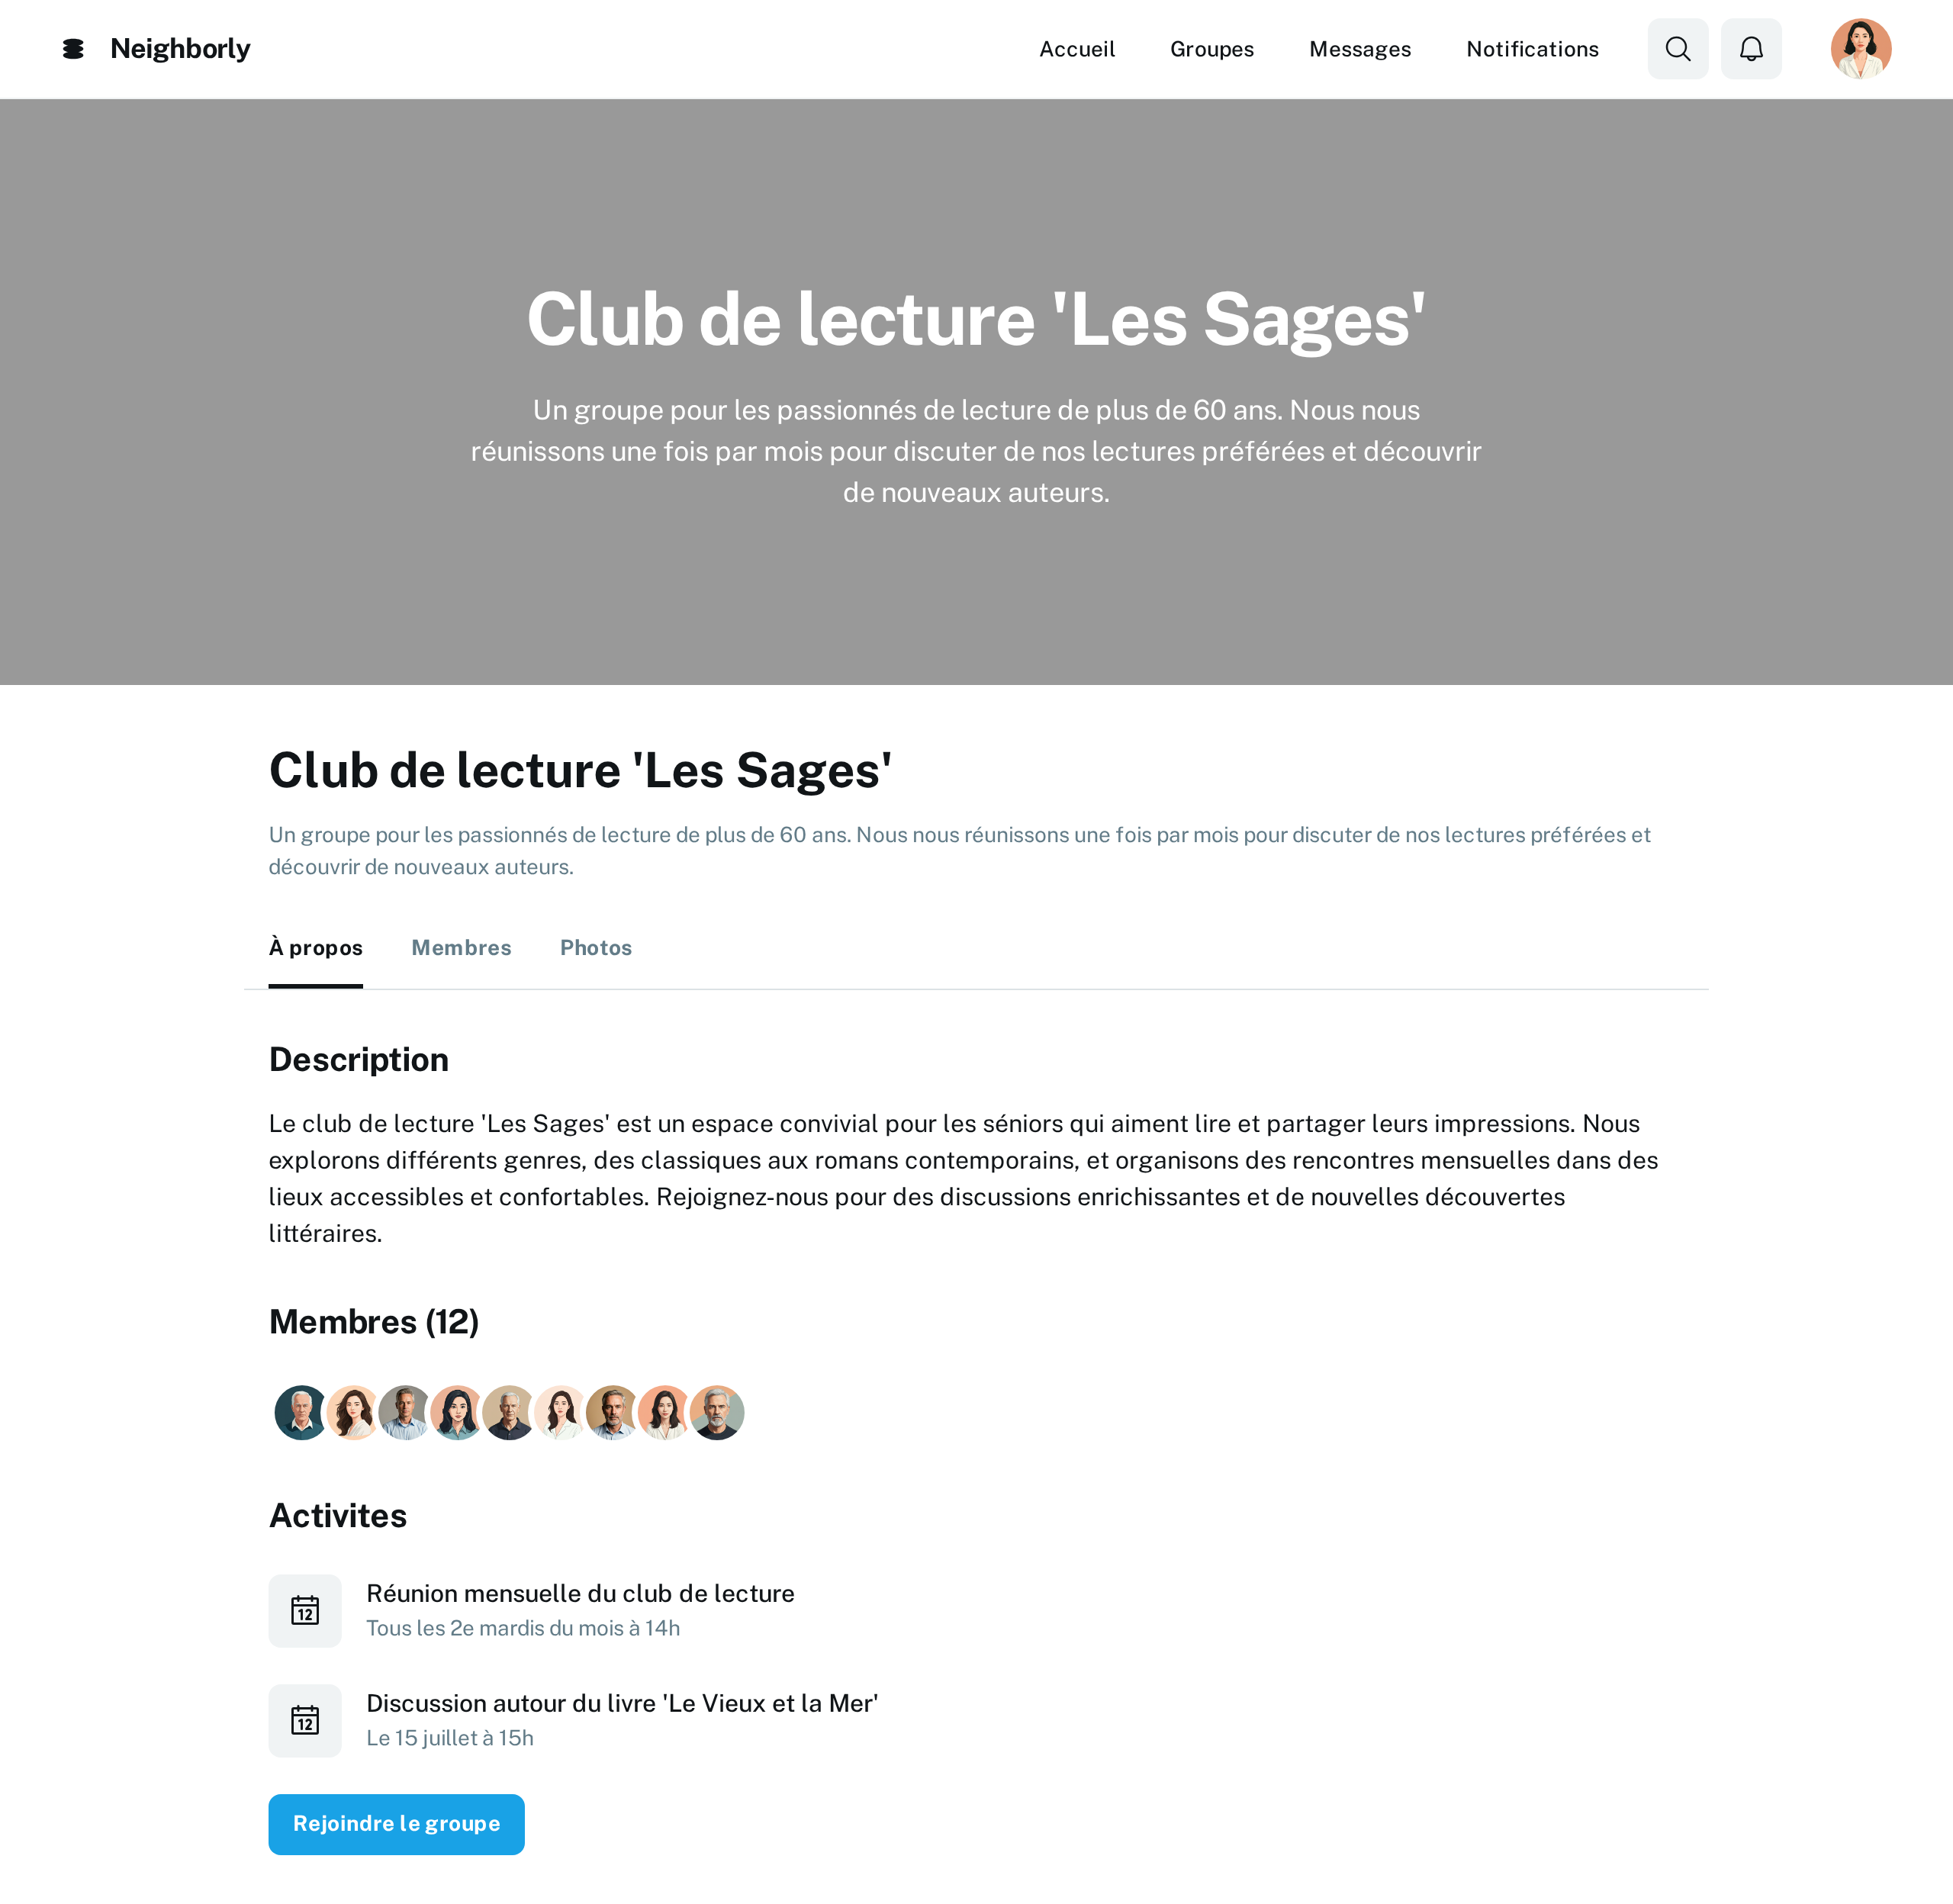 Neighborly
Accueil
Groupes
Messages
Notifications
Club de lecture 'Les Sages'
Un groupe pour les passionnés de lecture de plus de 60 ans. Nous nous
réunissons une fois par mois pour discuter de nos lectures préférées et découvrir
de nouveaux auteurs.
Club de lecture 'Les Sages'
Un groupe pour les passionnés de lecture de plus de 60 ans. Nous nous réunissons une fois par mois pour discuter de nos lectures préférées et
découvrir de nouveaux auteurs.
À propos
Membres
Photos
Description
Le club de lecture 'Les Sages' est un espace convivial pour les séniors qui aiment lire et partager leurs impressions. Nous
explorons différents genres, des classiques aux romans contemporains, et organisons des rencontres mensuelles dans des
lieux accessibles et confortables. Rejoignez-nous pour des discussions enrichissantes et de nouvelles découvertes
littéraires.
Membres (12)
Activites
12
Réunion mensuelle du club de lecture
Tous les 2e mardis du mois à 14h
12
Discussion autour du livre 'Le Vieux et la Mer'
Le 15 juillet à 15h
Rejoindre le groupe